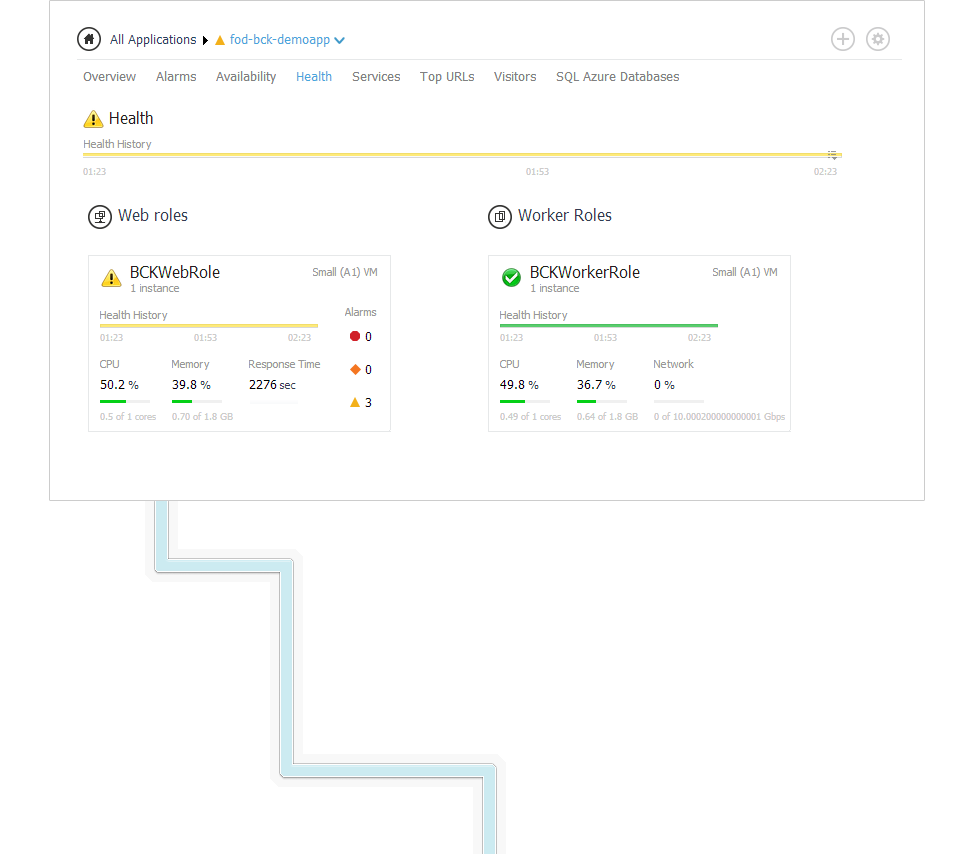 All Applications fod-bck-demoapp
Overview Alarms Availability Health Services Top URLs Visitors SQL Azure Databases
Health
Health History
01:23 01:53 02:23
Web roles
BCKWebRole Small (A1) VM
1 instance
Health History Alarms
01:23 01:53 02:23
0
CPU Memory Response Time
0
50.2 % 39.8 % 2276 sec
3
0.5 of 1 cores 0.70 of 1.8 GB
Worker Roles
BCKWorkerRole Small (A1) VM
1 instance
Health History
01:23 01:53 02:23
CPU Memory Network
49.8 % 36.7 % 0 %
0.49 of 1 cores 0.64 of 1.8 GB 0 of 10.000200000000001 Gbps